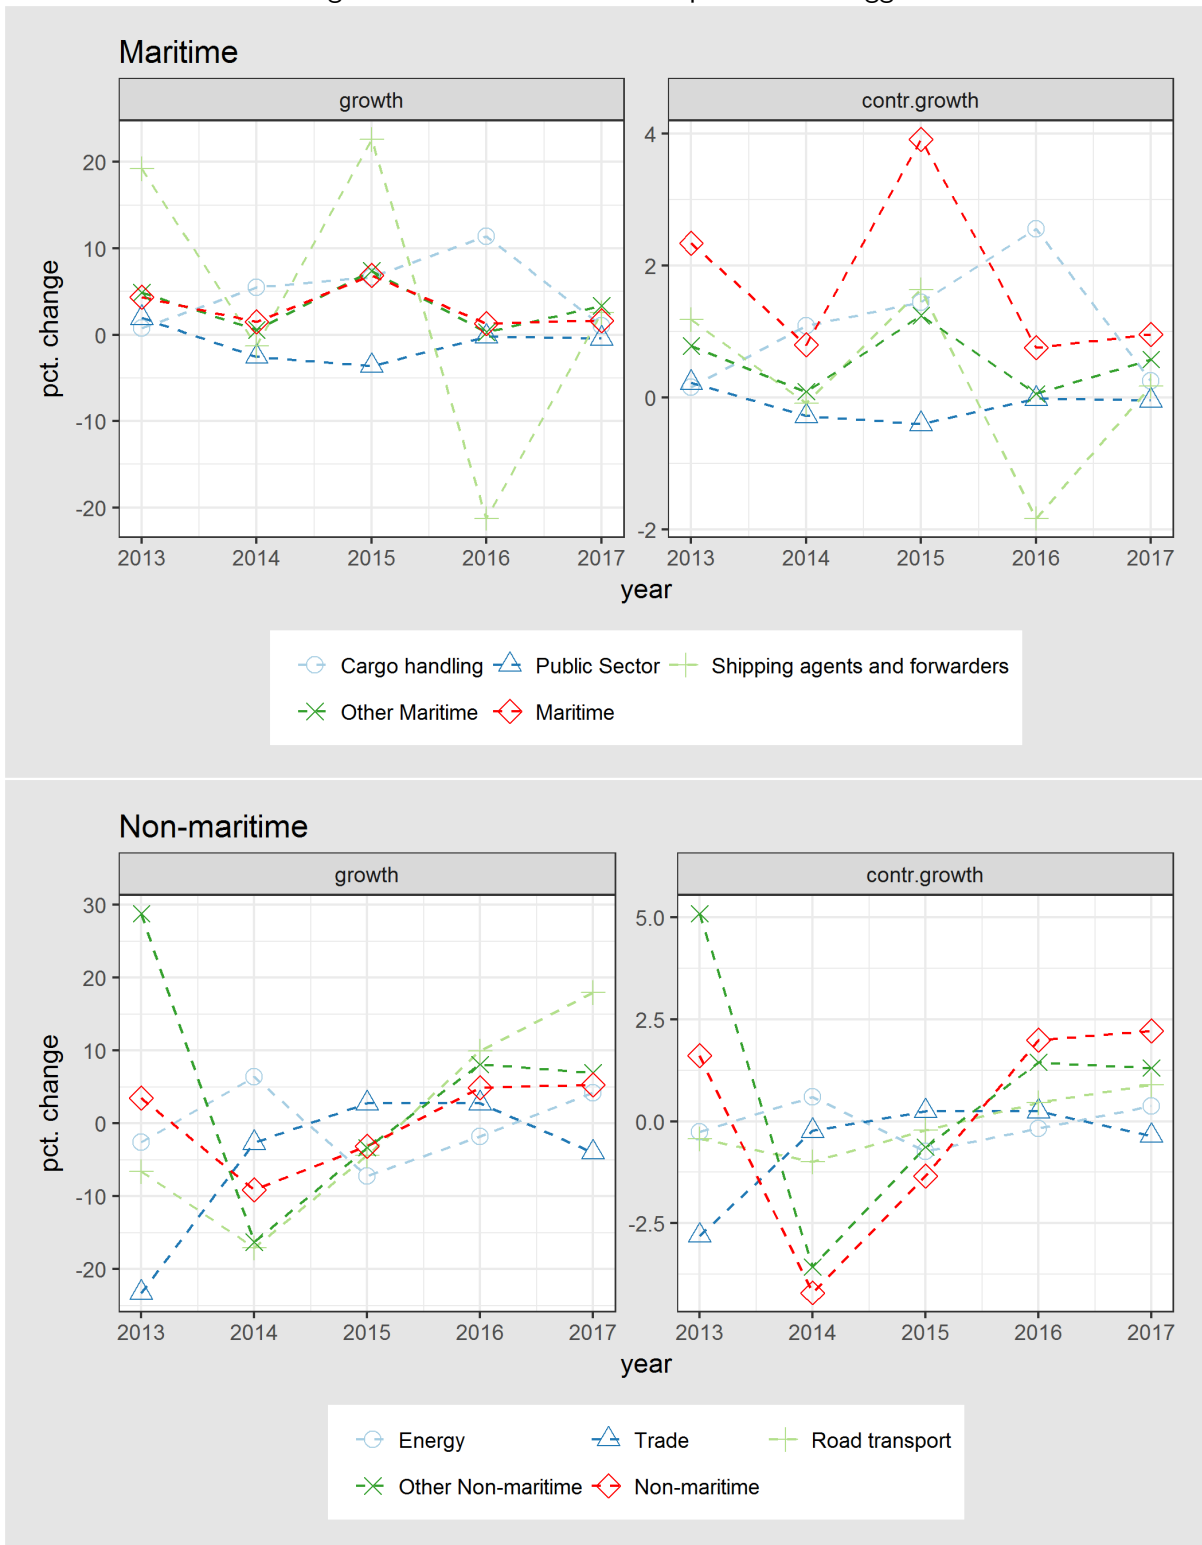 Maritime
growth
contr.growth
pct. change
20
10
0
-10
-20
4
2
0
-2
2013 2014 2015 2016 2017
2013 2014 2015 2016 2017
year
Cargo handling Public Sector Shipping agents and forwarders
Other Maritime Maritime
Non-maritime
growth
contr.growth
pct. change
30
20
10
0
-10
-20
5.0
2.5
0.0
-2.5
2013 2014 2015 2016 2017
2013 2014 2015 2016 2017
year
Energy Trade Road transport
Other Non-maritime Non-maritime